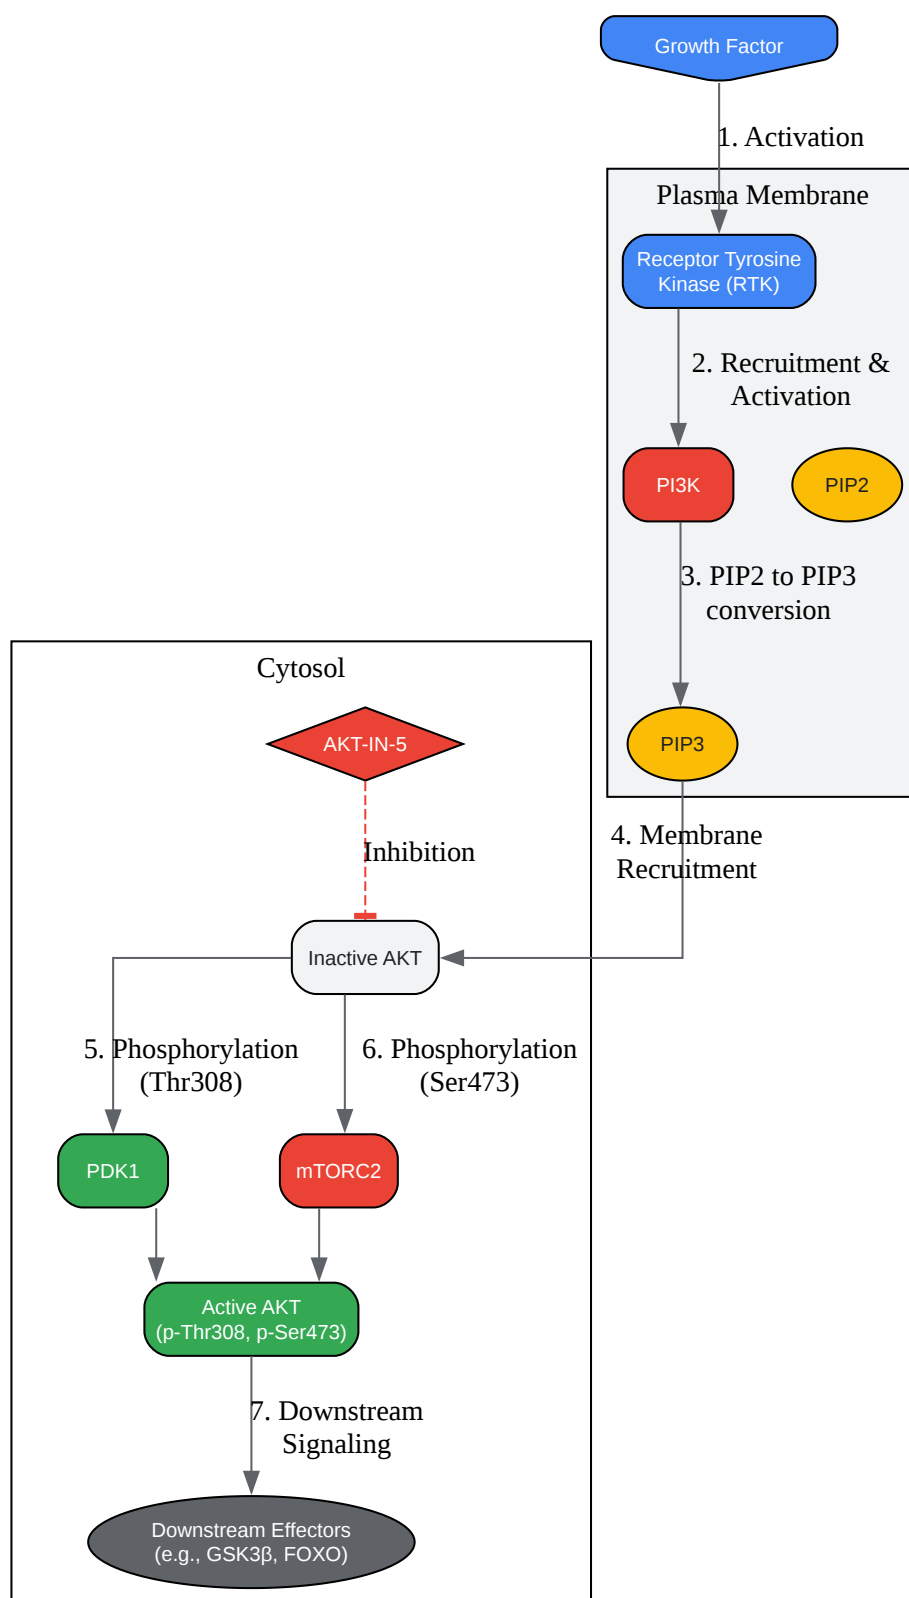 Growth Factor
1. Activation
Plasma Membrane
Receptor Tyrosine
Kinase (RTK)
2. Recruitment &
Activation
PI3K
PIP2
3. PIP2 to PIP3
conversion
Cytosol
AKT-IN-5
PIP3
Inhibition
4. Membrane
Recruitment
Inactive AKT
5. Phosphorylation
(Thr308)
6. Phosphorylation
(Ser473)
PDK1
mTORC2
Active AKT
(p-Thr308, p-Ser473)
7. Downstream
Signaling
Downstream Effectors
(e.g., GSK3β, FOXO)